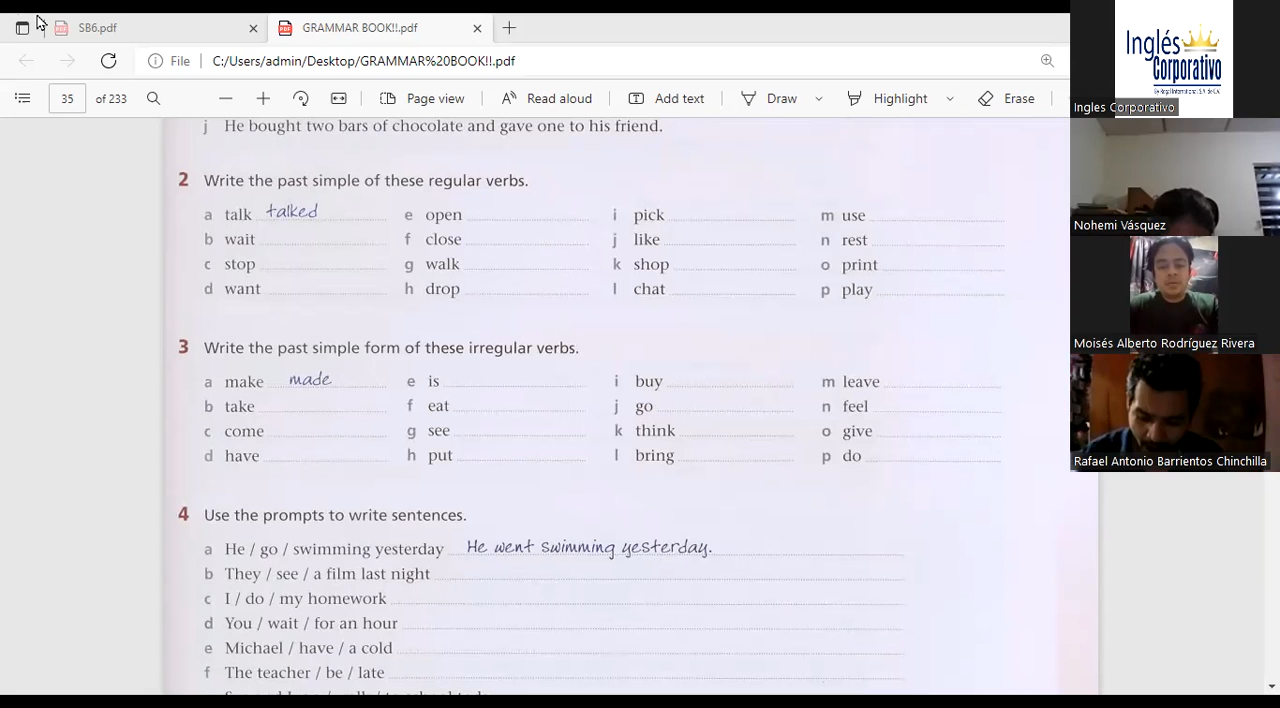 SB6.pdf
GRAMMAR BOOK!!.pdf
File C:/Users/admin/Desktop/GRAMMAR%20BOOK!!.pdf
35 of 233 Page view Read aloud Add text Draw Highlight Erase
j He bought two bars of chocolate and gave one to his friend.
2 Write the past simple of these regular verbs.
a talk talked e open i pick m use
b wait f close j like n rest
c stop g walk k shop o print
d want h drop l chat p play
3 Write the past simple form of these irregular verbs.
a make made e is i buy m leave
b take f eat j go n feel
c come g see k think o give
d have h put l bring p do
4 Use the prompts to write sentences.
a He / go / swimming yesterday He went swimming yesterday.
b They / see / a film last night
c I / do / my homework
d You / wait / for an hour
e Michael / have / a cold
f The teacher / be / late
Inglés
Corporativo
Ingles Corporativo
Nohemi Vásquez
Moisés Alberto Rodríguez Rivera
Rafael Antonio Barrientos Chinchilla